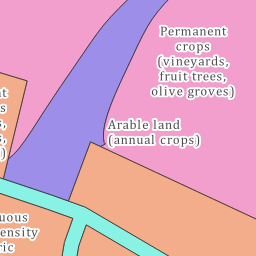 Permanent
crops
(vineyards,
fruit trees,
olive groves)
Arable land
(annual crops)